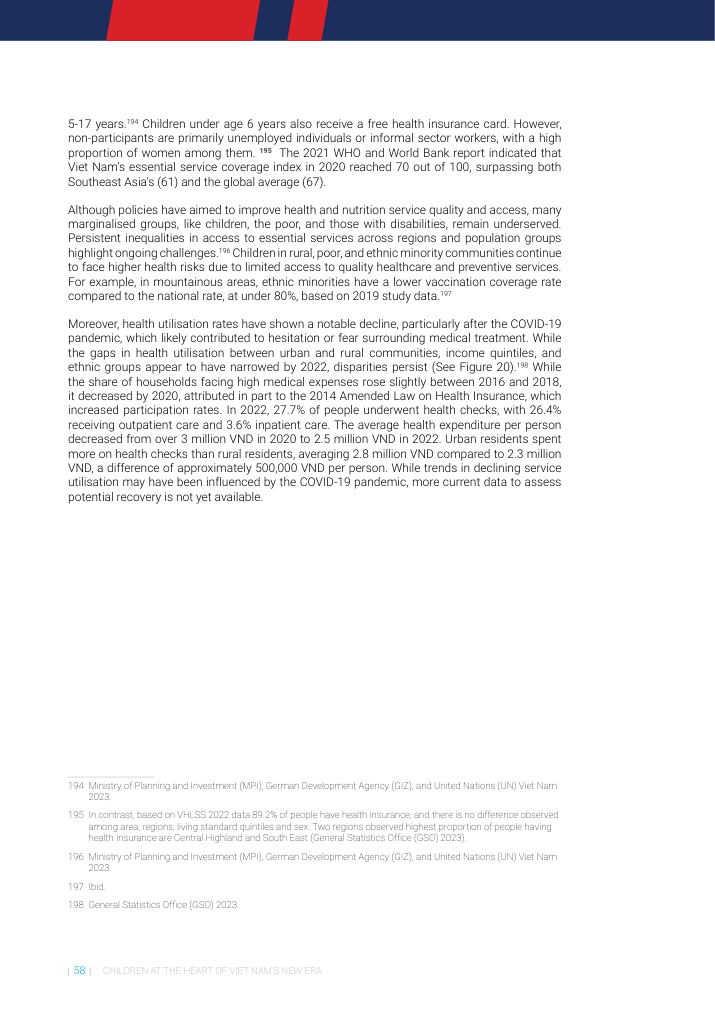 5-17 years.194 Children under age 6 years also receive a free health insurance card. However,
non-participants are primarily unemployed individuals or informal sector workers, with a high
proportion of women among them. 195 The 2021 WHO and World Bank report indicated that
Viet Nam's essential service coverage index in 2020 reached 70 out of 100, surpassing both
Southeast Asia's (61) and the global average (67).
Although policies have aimed to improve health and nutrition service quality and access, many
marginalised groups, like children, the poor, and those with disabilities, remain underserved.
Persistent inequalities in access to essential services across regions and population groups
highlight ongoing challenges.196 Children in rural, poor, and ethnic minority communities continue
to face higher health risks due to limited access to quality healthcare and preventive services.
For example, in mountainous areas, ethnic minorities have a lower vaccination coverage rate
compared to the national rate, at under 80%, based on 2019 study data.197
Moreover, health utilisation rates have shown a notable decline, particularly after the COVID-19
pandemic, which likely contributed to hesitation or fear surrounding medical treatment. While
the gaps in health utilisation between urban and rural communities, income quintiles, and
ethnic groups appear to have narrowed by 2022, disparities persist (See Figure 20).198 While
the share of households facing high medical expenses rose slightly between 2016 and 2018,
it decreased by 2020, attributed in part to the 2014 Amended Law on Health Insurance, which
increased participation rates. In 2022, 27.7% of people underwent health checks, with 26.4%
receiving outpatient care and 3.6% inpatient care. The average health expenditure per person
decreased from over 3 million VND in 2020 to 2.5 million VND in 2022. Urban residents spent
more on health checks than rural residents, averaging 2.8 million VND compared to 2.3 million
VND, a difference of approximately 500,000 VND per person. While trends in declining service
utilisation may have been influenced by the COVID-19 pandemic, more current data to assess
potential recovery is not yet available.
194 Ministry of Planning and Investment (MPI), German Development Agency (GIZ), and United Nations (UN) Viet Nam
2023.
195 In contrast, based on VHLSS 2022 data 89.2% of people have health insurance, and there is no difference observed
among area, regions, living standard quintiles and sex. Two regions observed highest proportion of people having
health insurance are Central Highland and South East (General Statistics Office (GSO) 2023).
196 Ministry of Planning and Investment (MPI), German Development Agency (GIZ), and United Nations (UN) Viet Nam
2023.
197 Ibid.
198 General Statistics Office (GSO) 2023.
| 58 | CHILDREN AT THE HEART OF VIET NAM'S NEW ERA